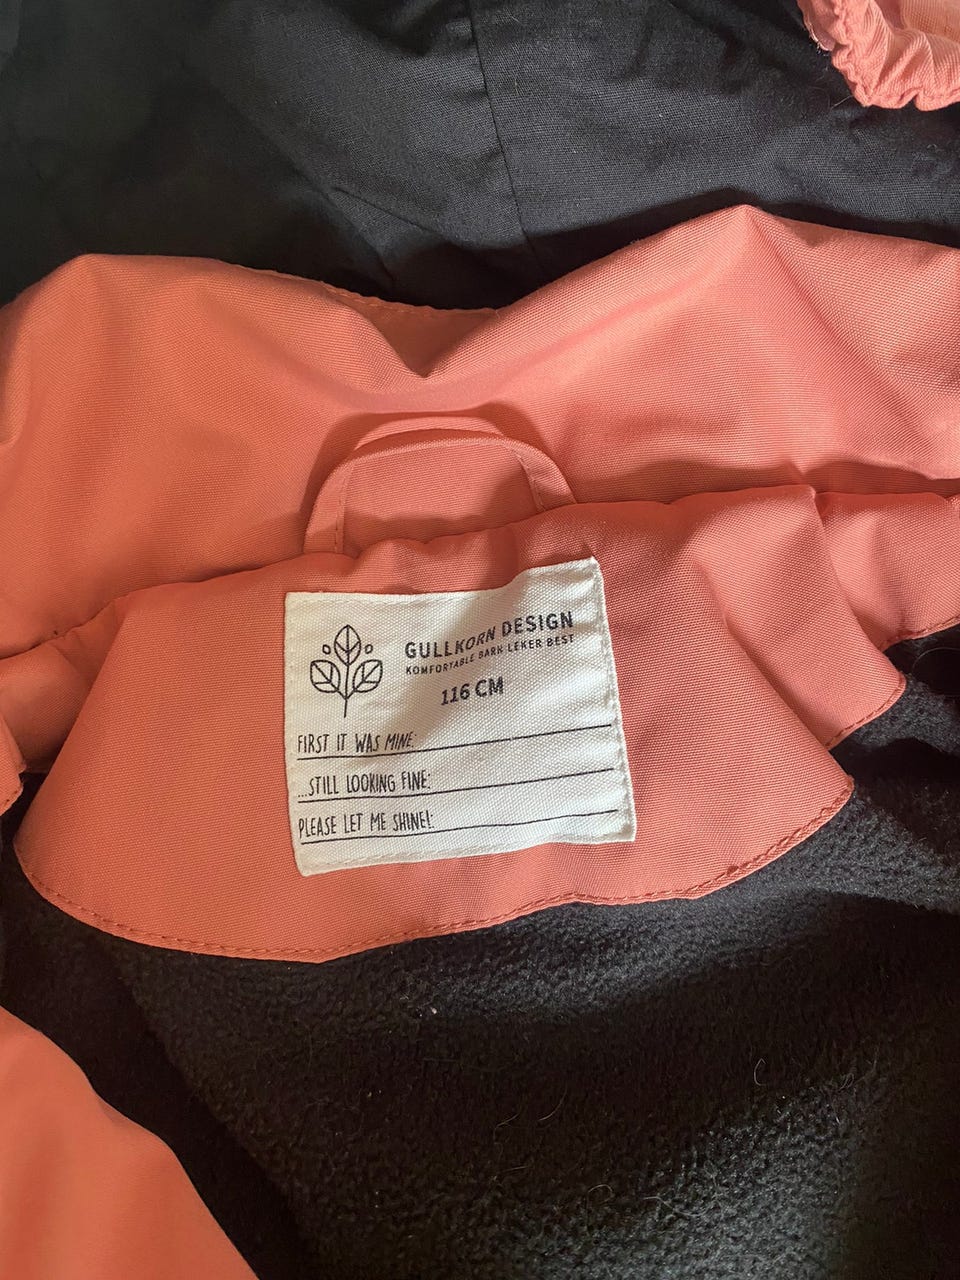 GULLKORN DESIGN
KOMFORTABLE BARN LEKER BEST
116 CM
FIRST IT WAS MINE:
...STILL LOOKING FINE:
PLEASE LET ME SHINE!: